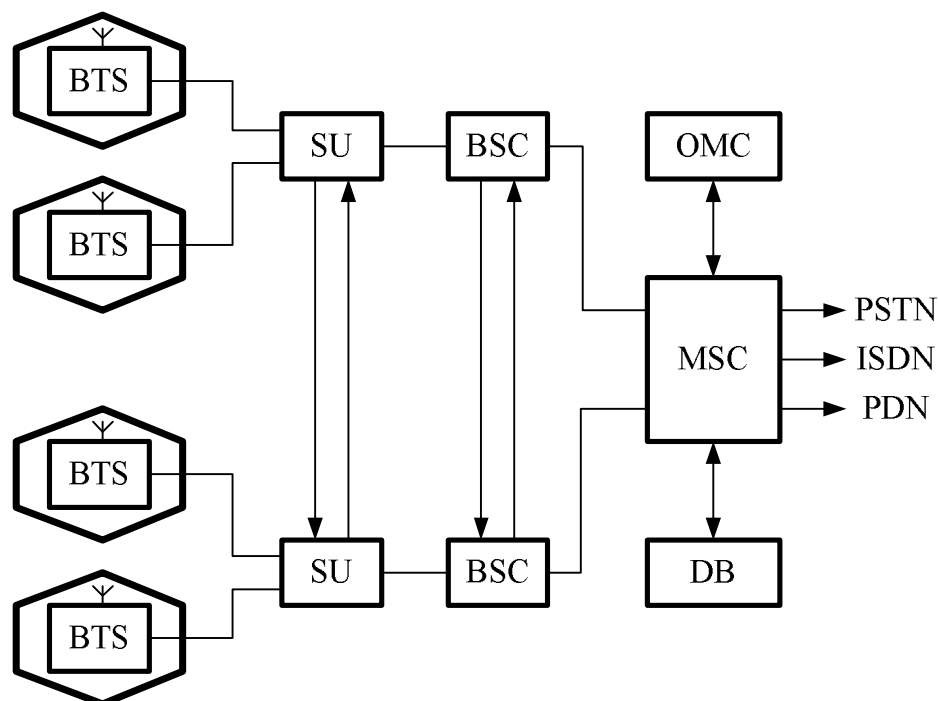 BTS
SU
BSC
OMC
BTS
PSTN
MSC
ISDN
PDN
BTS
SU
BSC
DB
BTS